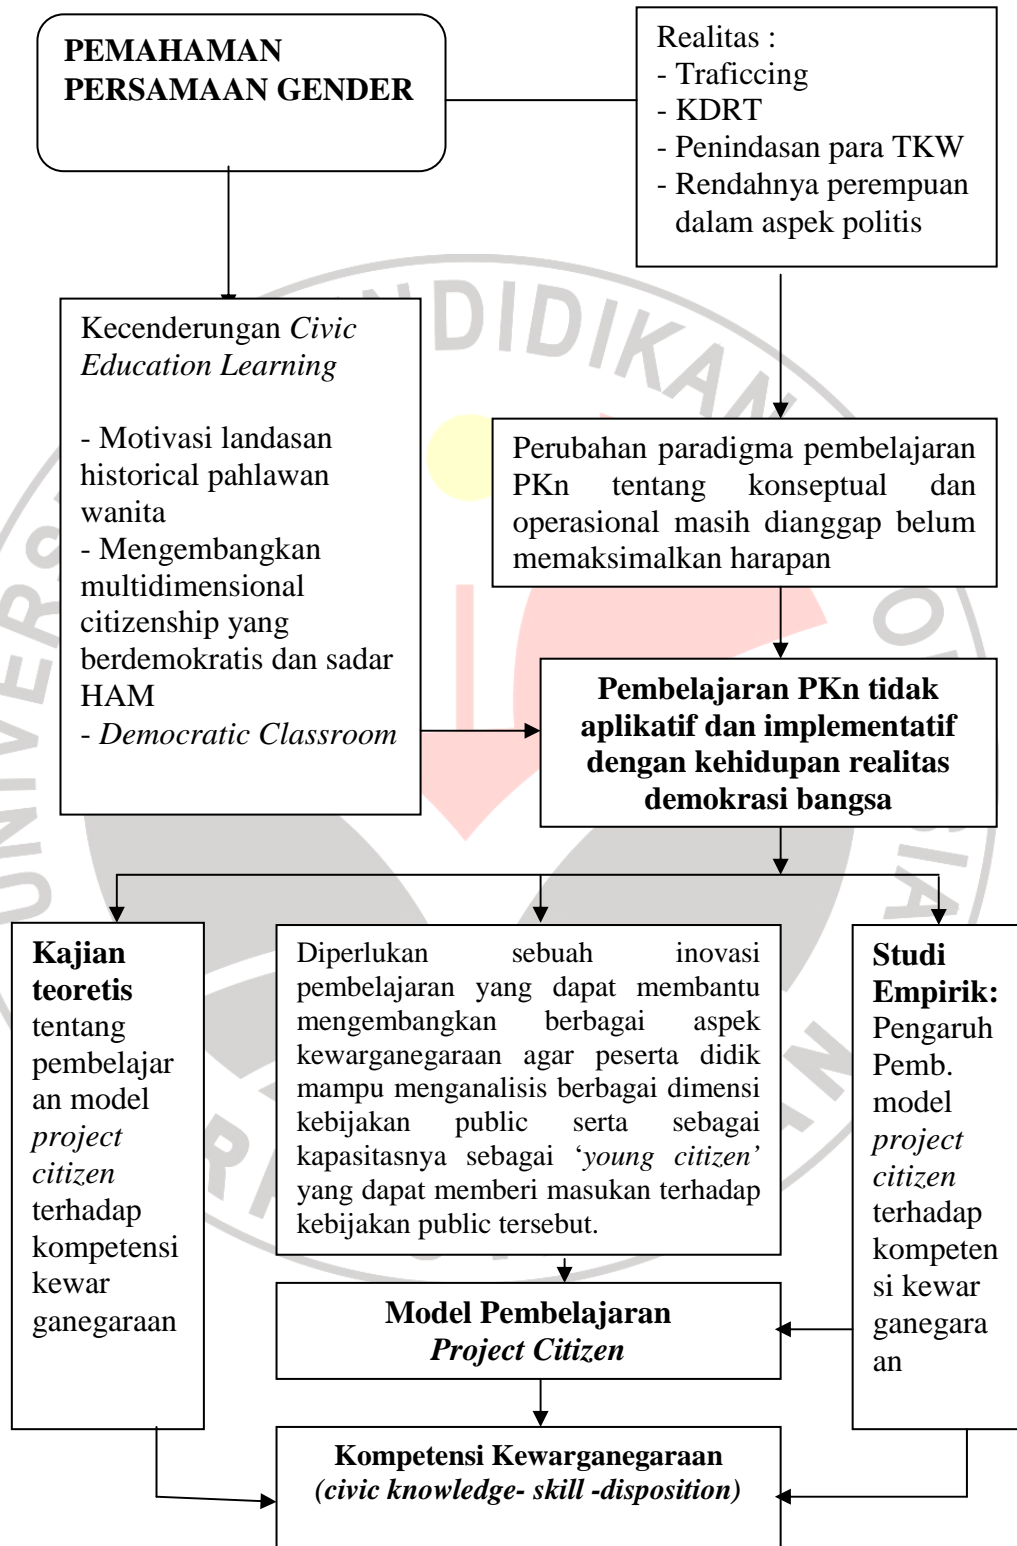 PEMAHAMAN
PERSAMAAN GENDER
Realitas :
- Traficcing
- KDRT
- Penindasan para TKW
- Rendahnya perempuan
dalam aspek politis
Kecenderungan Civic
Education Learning
- Motivasi landasan
historical pahlawan
wanita
- Mengembangkan
multidimensional
citizenship yang
berdemokratis dan sadar
HAM
- Democratic Classroom
Perubahan paradigma pembelajaran
PKn tentang konseptual dan
operasional masih dianggap belum
memaksimalkan harapan
Pembelajaran PKn tidak
aplikatif dan implementatif
dengan kehidupan realitas
demokrasi bangsa
Kajian
teoretis
tentang
pembelajar
an model
project
citizen
terhadap
kompetensi
kewar
ganegaraan
Diperlukan sebuah inovasi
pembelajaran yang dapat membantu
mengembangkan berbagai aspek
kewarganegaraan agar peserta didik
mampu menganalisis berbagai dimensi
kebijakan public serta sebagai
kapasitasnya sebagai ‘young citizen’
yang dapat memberi masukan terhadap
kebijakan public tersebut.
Studi
Empirik:
Pengaruh
Pemb.
model
project
citizen
terhadap
kompeten
si kewar
ganegara
an
Model Pembelajaran
Project Citizen
Kompetensi Kewarganegaraan
(civic knowledge- skill -disposition)